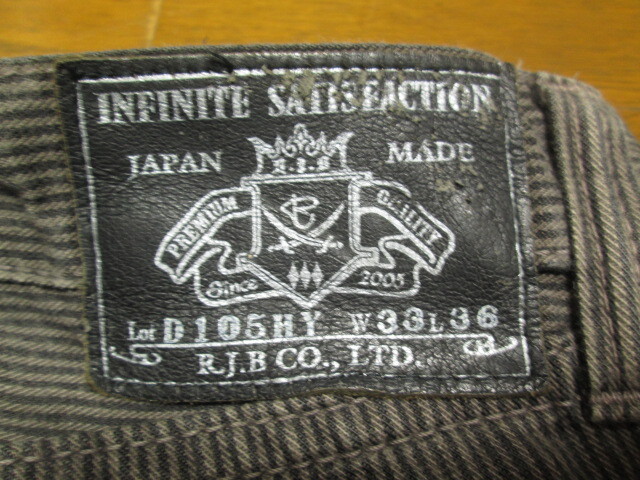 INFINITE SATISFACTION
JAPAN MADE
R.J.B
PREMIUM QUALITY
Since 2005
Lot D105HY W33L36
R.J.B CO., LTD.